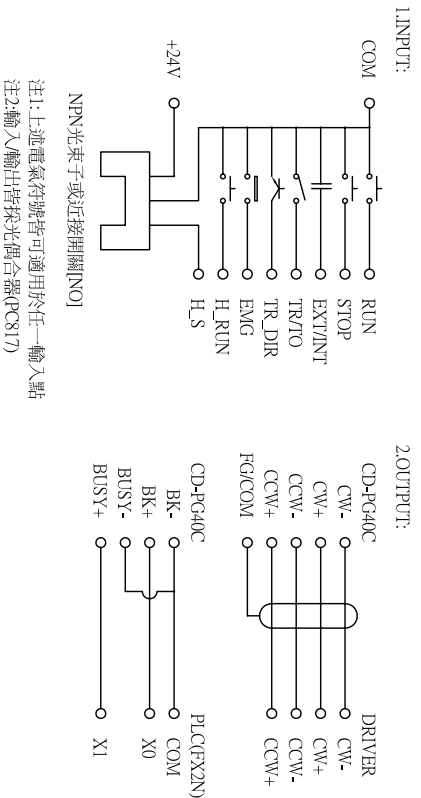 1.INPUT:
COM
+24V
RUN
STOP
EXT/INT
TR/TO
TR_DIR
EMG
H_RUN
H_S
NPN光束子或近接開關[NO]
注1:上述電氣符號皆可適用於任一輸入點
注2:輸入/輸出皆採光偶合器(PC817)
2.OUTPUT:
CD-PG40C
DRIVER
CW-
CW-
CW+
CW+
CCW-
CCW-
CCW+
CCW+
FG/COM
CD-PG40C
PLC(FX2N)
BK-
COM
BK+
X0
BUSY-
BUSY+
X1